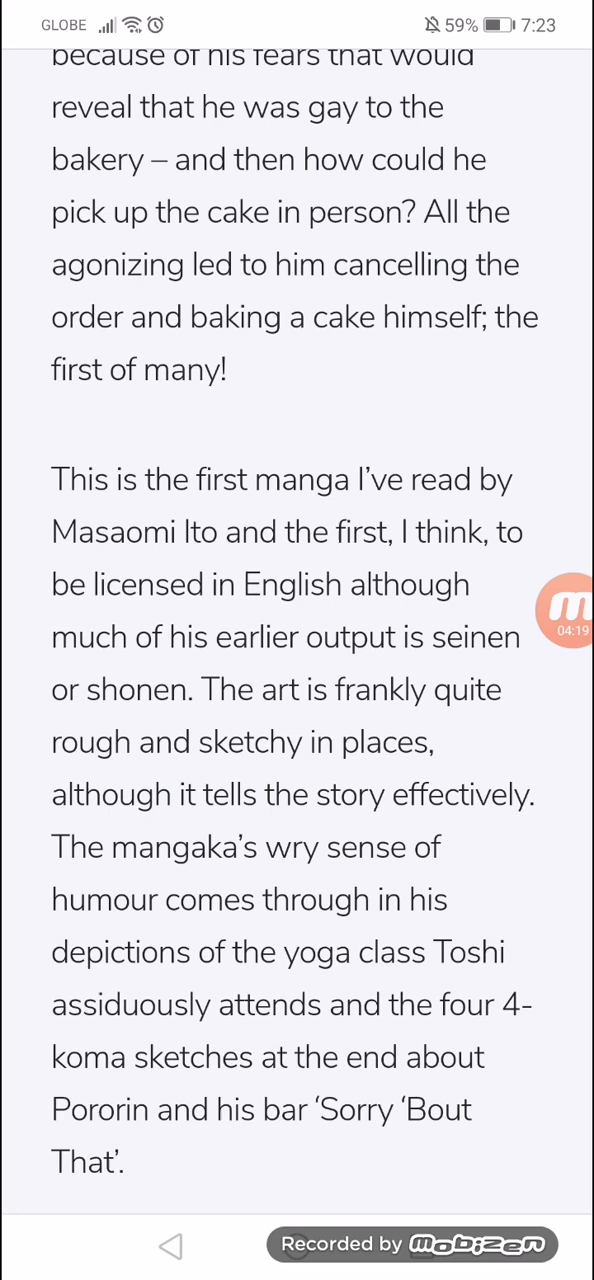 GLOBE 59% 7:23
because of his fears that would
reveal that he was gay to the
bakery – and then how could he
pick up the cake in person? All the
agonizing led to him cancelling the
order and baking a cake himself; the
first of many!
This is the first manga I’ve read by
Masaomi Ito and the first, I think, to
be licensed in English although
much of his earlier output is seinen
or shonen. The art is frankly quite
rough and sketchy in places,
although it tells the story effectively.
The mangaka’s wry sense of
humour comes through in his
depictions of the yoga class Toshi
assiduously attends and the four 4-
koma sketches at the end about
Pororin and his bar ‘Sorry ‘Bout
That’.
m
04:19
Recorded by mobizen